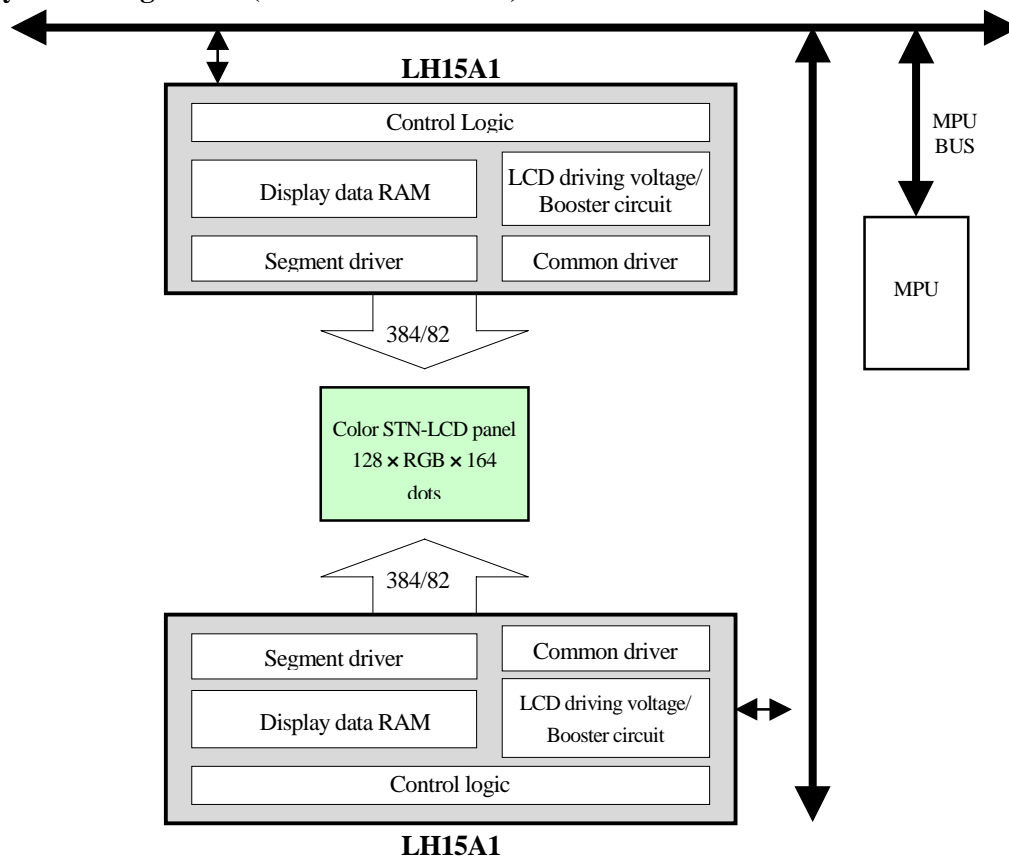 LH15A1
Control Logic
Display data RAM
LCD driving voltage/
Booster circuit
Segment driver
Common driver
384/82
MPU
BUS
MPU
Color STN-LCD panel
128 × RGB × 164
dots
384/82
Segment driver
Common driver
Display data RAM
LCD driving voltage/
Booster circuit
Control logic
LH15A1